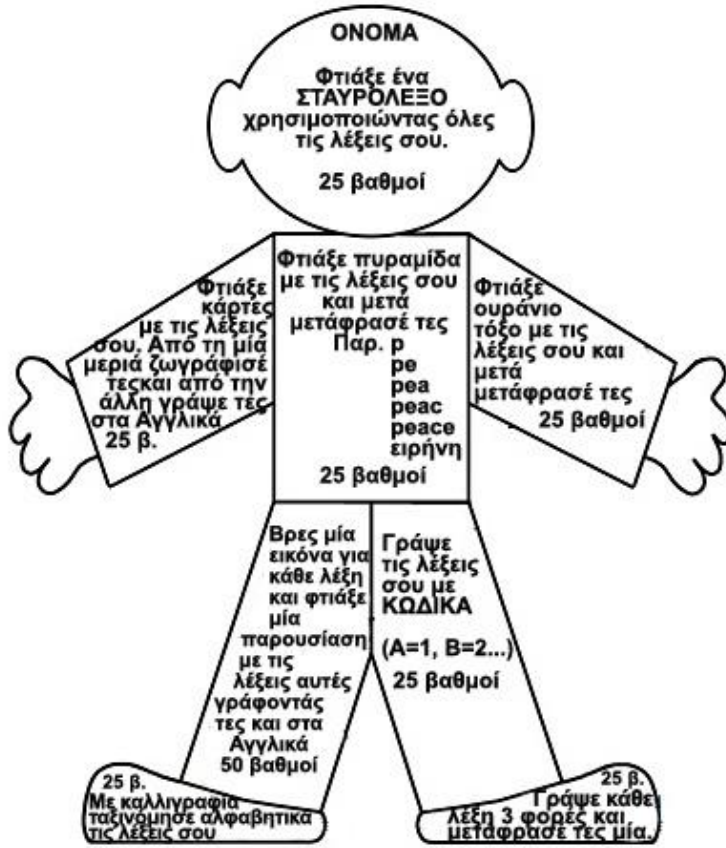 ΟΝΟΜΑ
Φτιάξε ένα
ΣΤΑΥΡΟΛΕΞΟ
χρησιμοποιώντας όλες
τις λέξεις σου.
25 βαθμοί
Φτιάξε
κάρτες
με τις λέξεις
σου. Από τη μία
μεριά ζωγράφισέ
τεςκαι από την
άλλη γράψε τές
στα Αγγλικά
25 β.
Φτιάξε πυραμίδα
με τις λέξεις σου
και μετά
μετάφρασέ τες
Παρ. p
pe
pea
peac
peace
ειρήνη
25 βαθμοί
Φτιάξε
ουράνιο
τόξο με τις
λέξεις σου και
μετά
μετάφρασέ τες
25 βαθμοί
Βρες μία
εικόνα για
κάθε λέξη
και φτιάξε
μία
παρουσίαση
με τις
λέξεις αυτές
γράφοντάς
τες και στα
Αγγλικά
50 βαθμοί
Γράψε
τις λέξεις
σου με
ΚΩΔΙΚΑ
(Α=1, Β=2...)
25 βαθμοί
25 β.
Με καλλιγραφία
ταξινόμησε αλφαβητικά
τις λέξεις σου
25 β.
Γράψε κάθε
λέξη 3 φορές και
μετάφρασέ τες μία.